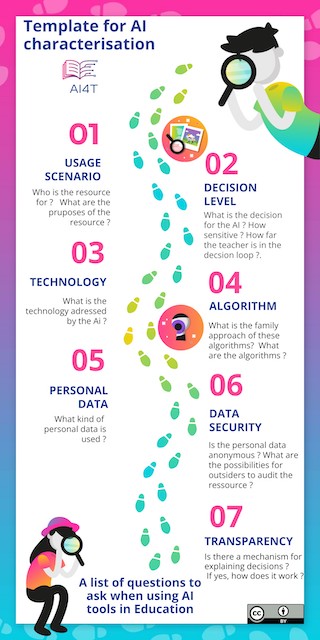 Template for AI
characterisation
AI4T
01
USAGE
SCENARIO
Who is the resource
for ? What are the
pruposes of the
resource ?
02
DECISION
LEVEL
What is the decision
for the AI ? How
sensitive ? How far
the teacher is in the
decsion loop ?.
03
TECHNOLOGY
What is the
technology adressed
by the Ai ?
04
ALGORITHM
What is the family
approach of these
algorithms? What
are the algorithms ?
05
PERSONAL
DATA
What kind of
personal data is
used ?
06
DATA
SECURITY
Is the personal data
anonymous ? What are
the possibilities for
outsiders to audit the
ressource ?
07
TRANSPARENCY
Is there a mechanism for
explaining decisions ?
If yes, how does it work ?
A list of questions to
ask when using AI
tools in Education
cc
BY